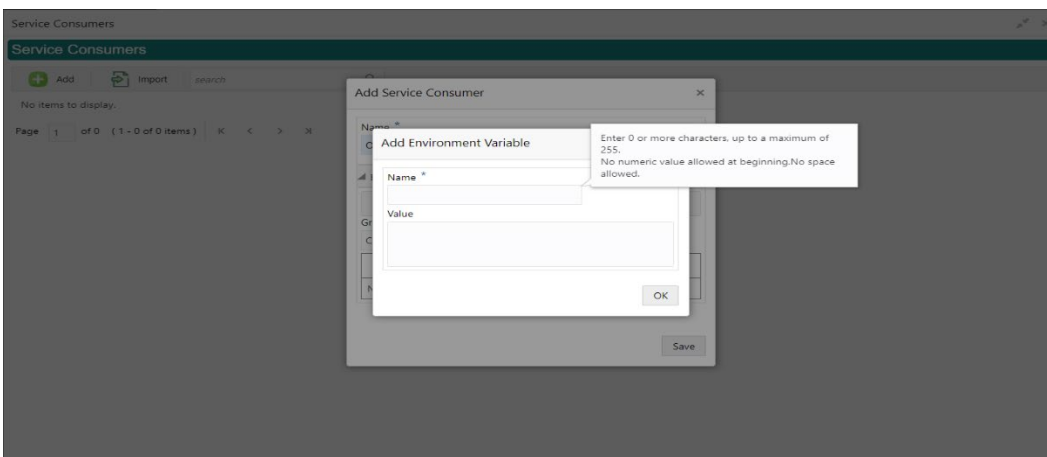 Service Consumers
Service Consumers
Add Import search
No items to display.
Page 1 of 0 ( 1 - 0 of 0 items )
Add Service Consumer
Name *
Add Environment Variable
Enter 0 or more characters, up to a maximum of
255.
No numeric value allowed at beginning.No space
allowed.
Name *
Value
OK
Save